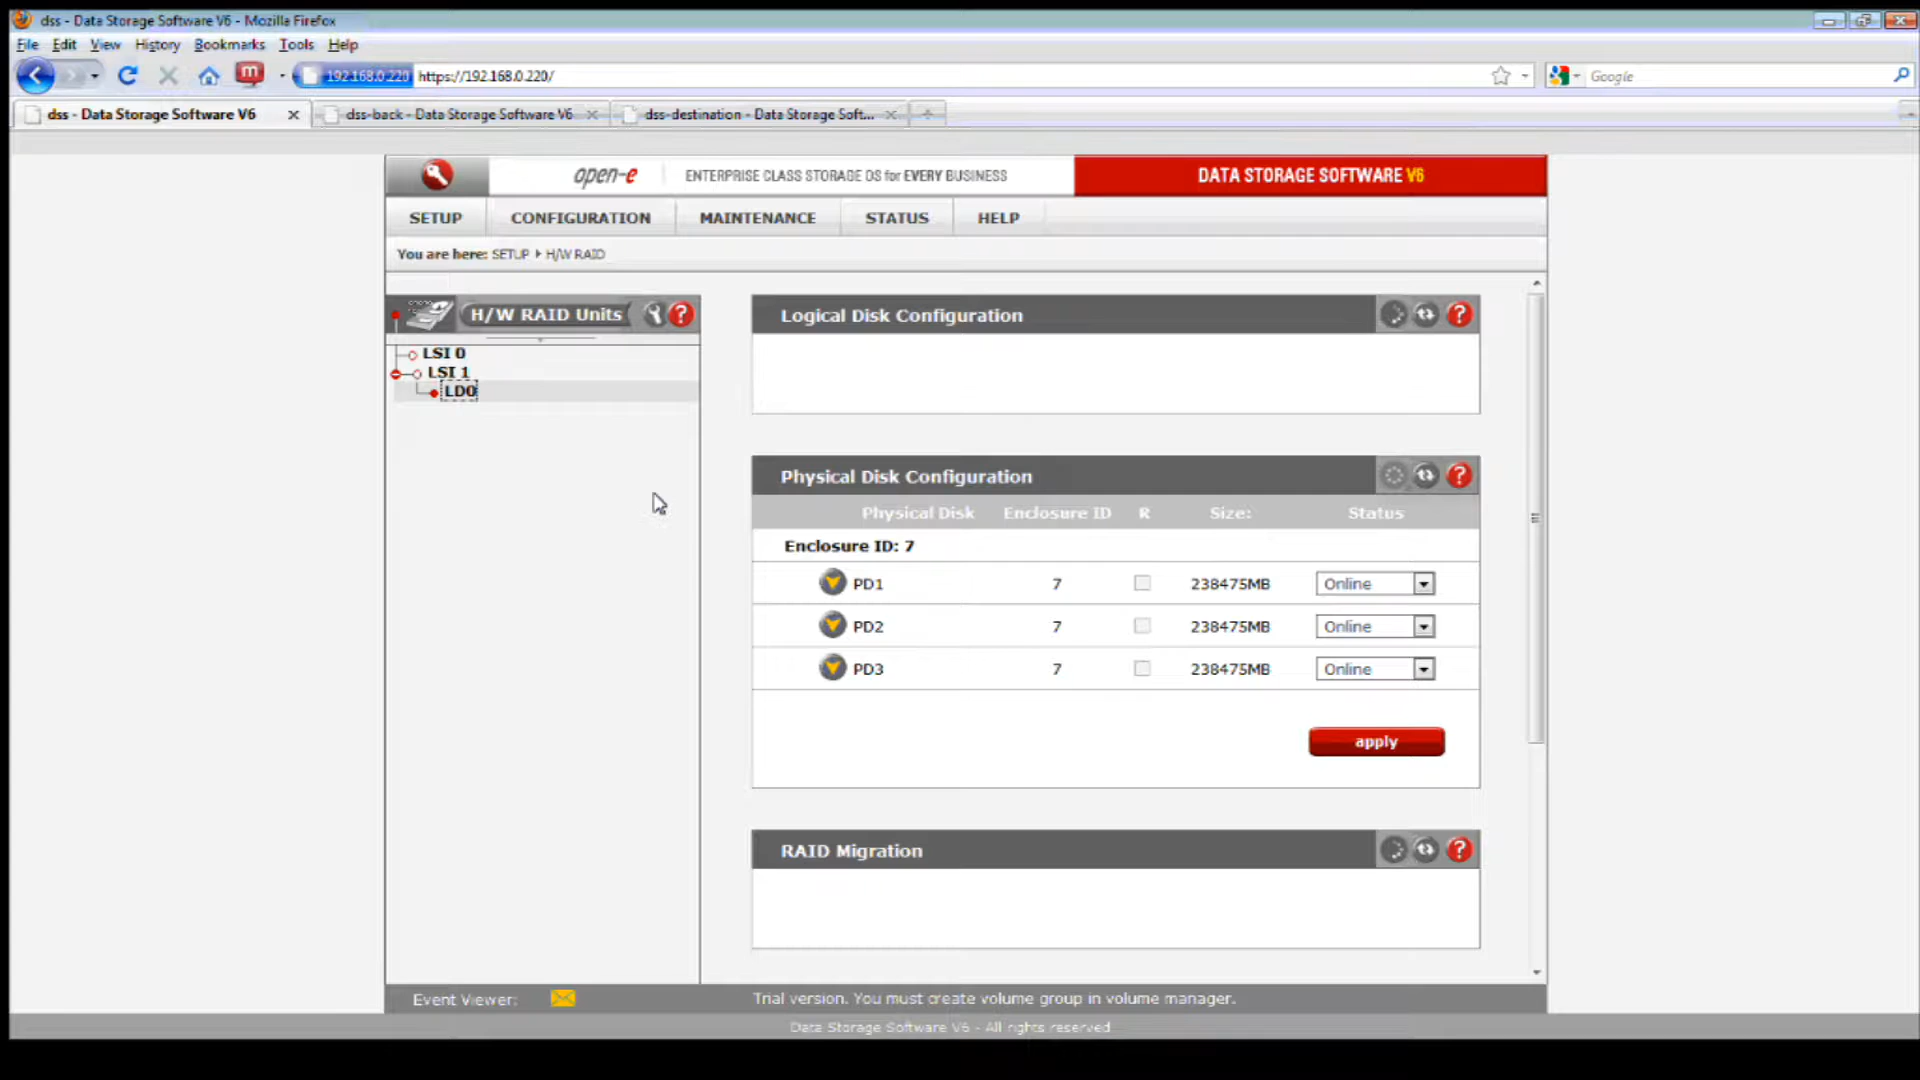 dss - Data Storage Software V6 - Mozilla Firefox
File Edit View History Bookmarks Tools Help
192.168.0.220 https://192.168.0.220/ Google
dss - Data Storage Software V6 dss-back - Data Storage Software V6 dss-destination - Data Storage Soft...
open-e ENTERPRISE CLASS STORAGE OS for EVERY BUSINESS DATA STORAGE SOFTWARE V6
SETUP CONFIGURATION MAINTENANCE STATUS HELP
You are here: SETUP H/W RAID
H/W RAID Units ?
LSI 0
LSI 1
LD0
Logical Disk Configuration ?
Physical Disk Configuration ?
Physical Disk Enclosure ID R Size: Status
Enclosure ID: 7
PD1 7 238475MB Online
PD2 7 238475MB Online
PD3 7 238475MB Online
apply
RAID Migration ?
Event Viewer: Trial version. You must create volume group in volume manager.
Data Storage Software V6 - All rights reserved